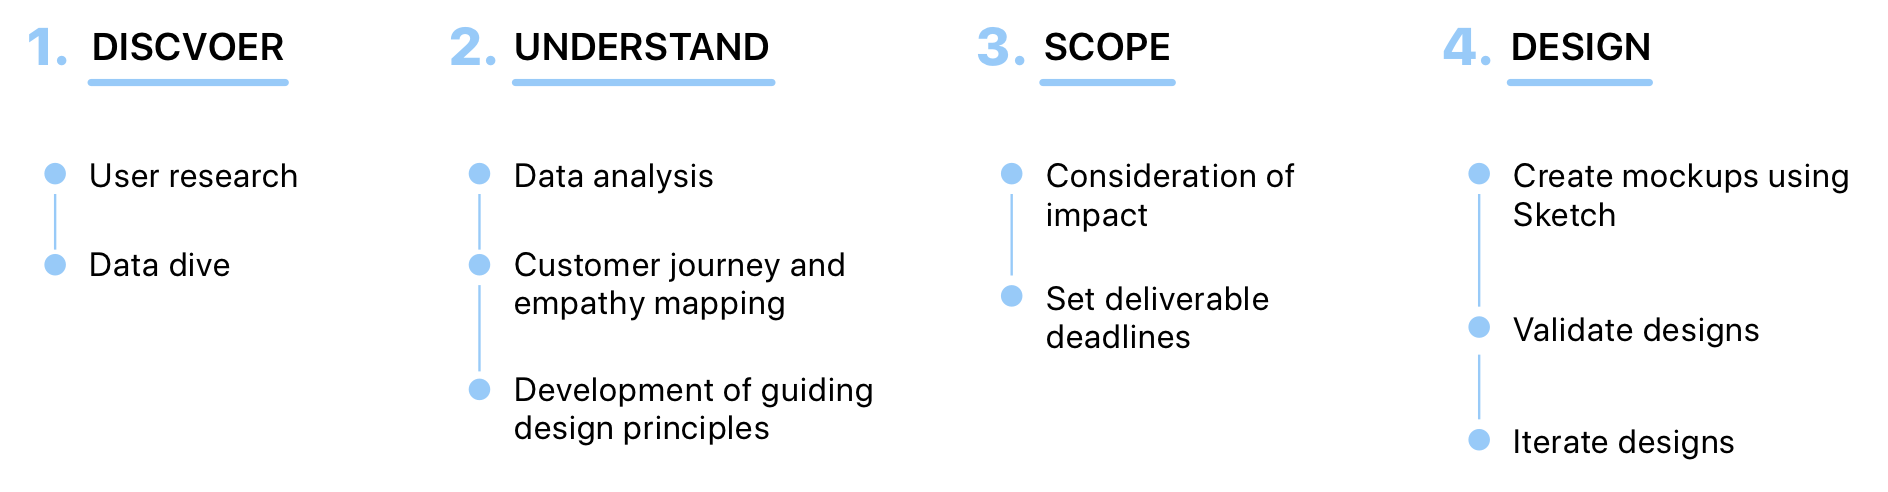 1. DISCVOER
User research
Data dive
2. UNDERSTAND
Data analysis
Customer journey and
empathy mapping
Development of guiding
design principles
3. SCOPE
Consideration of
impact
Set deliverable
deadlines
4. DESIGN
Create mockups using
Sketch
Validate designs
Iterate designs